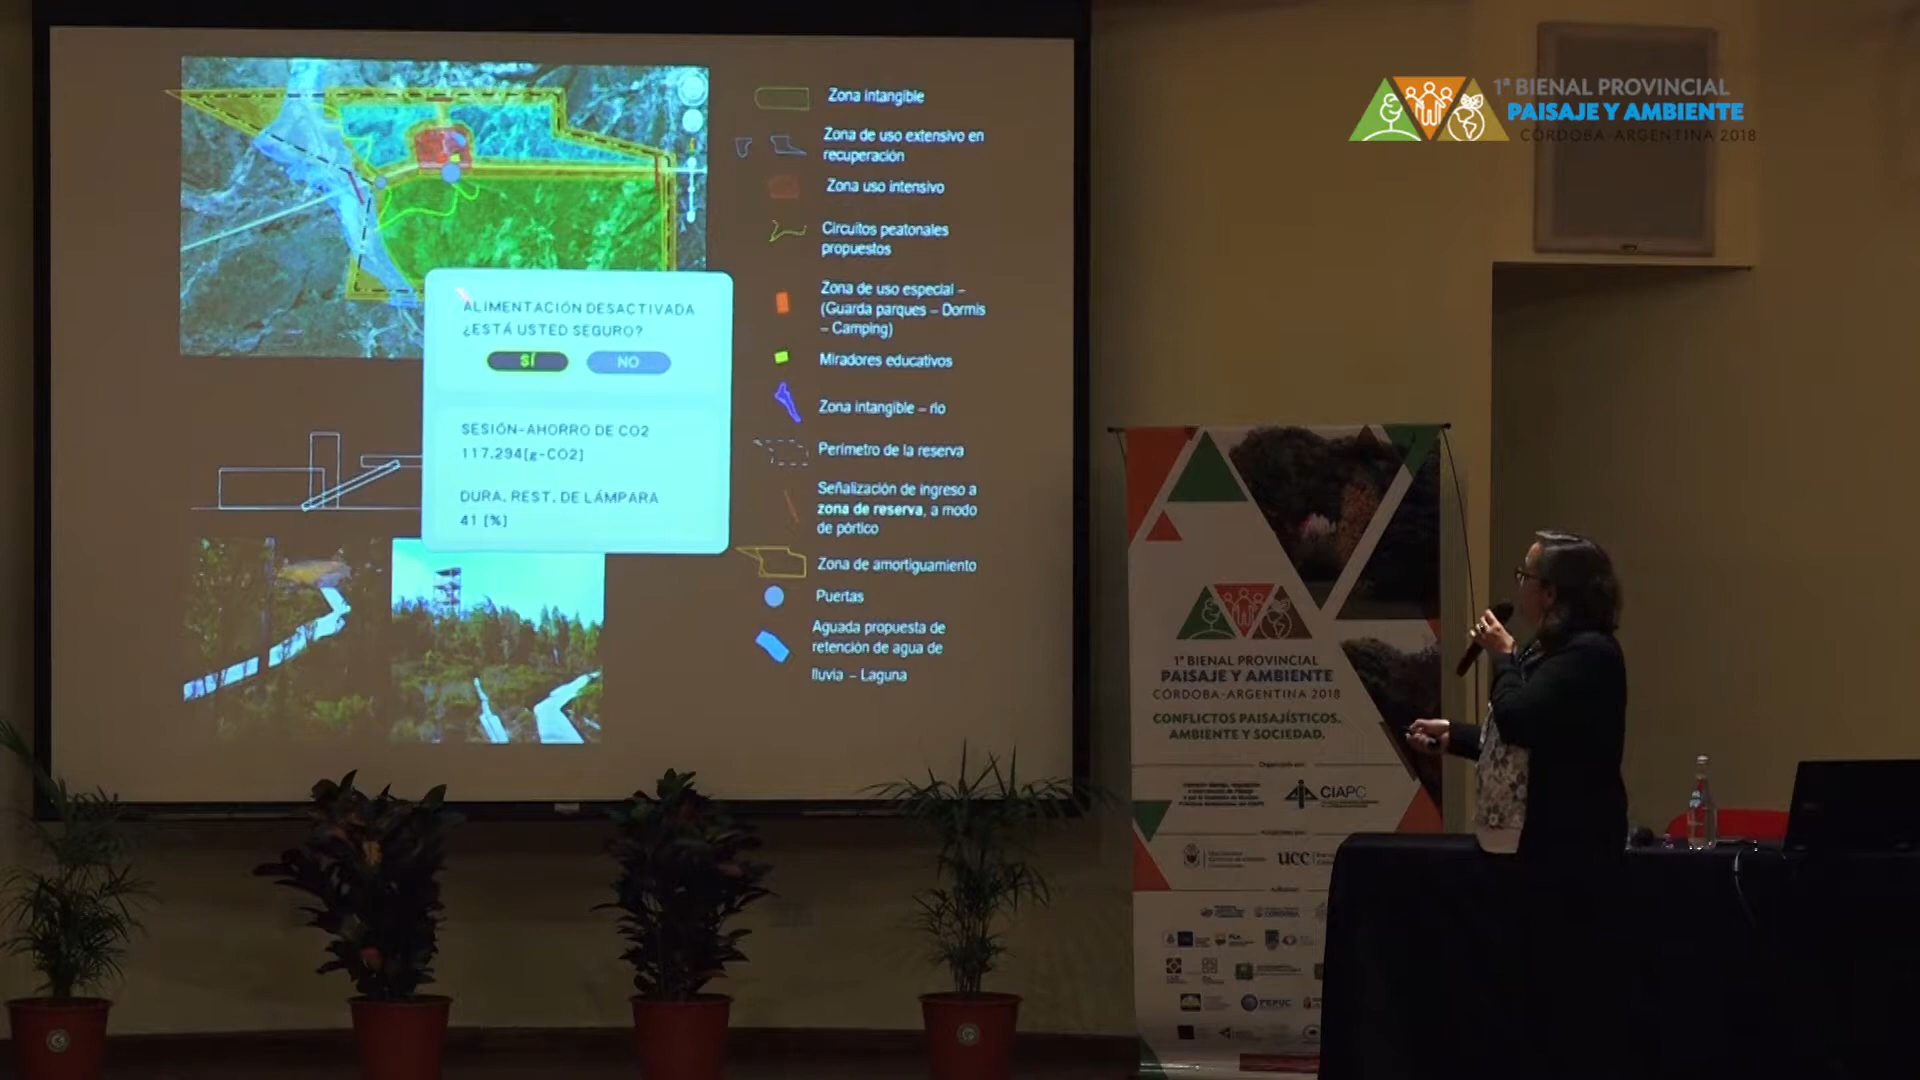 1ª BIENAL PROVINCIAL
PAISAJE Y AMBIENTE
CÓRDOBA-ARGENTINA 2018
Zona intangible
Zona de uso extensivo en
recuperación
Zona uso intensivo
Circuitos peatonales
propuestos
Zona de uso especial –
(Guarda parques – Dormis
– Camping)
Miradores educativos
Zona intangible – rio
Perimetro de la reserva
Señalización de ingreso a
zona de reserva, a modo
de pórtico
Zona de amortiguamiento
Puertas
Aguada propuesta de
retención de agua de
lluvia – Laguna
ALIMENTACIÓN DESACTIVADA
¿ESTÁ USTED SEGURO?
SÍ
NO
SESIÓN-AHORRO DE CO2
117.294[g-CO2]
DURA. REST. DE LÁMPARA
41 [%]
1ª BIENAL PROVINCIAL
PAISAJE Y AMBIENTE
CÓRDOBA-ARGENTINA 2018
CONFLICTOS PAISAJÍSTICOS.
AMBIENTE Y SOCIEDAD.
CIAPC
UCC